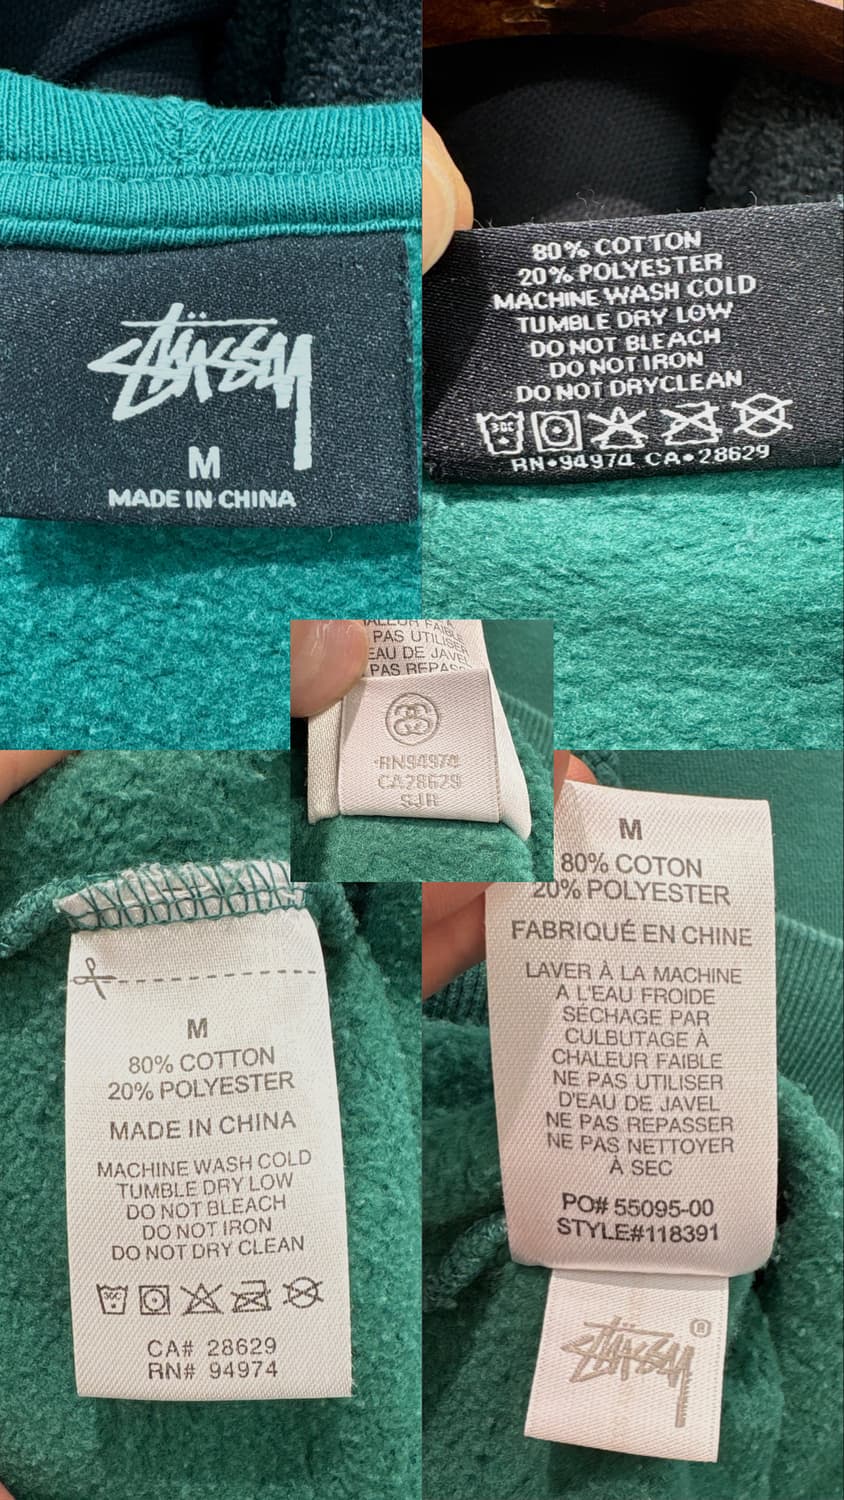 STÜSSY
M
MADE IN CHINA
80% COTTON
20% POLYESTER
MACHINE WASH COLD
TUMBLE DRY LOW
DO NOT BLEACH
DO NOT IRON
DO NOT DRYCLEAN
30C
RN•94974 CA•28629
PAS UTILISER
EAU DE JAVEL
PAS REPASS
RN94974
CA28629
SJR
M
80% COTTON
20% POLYESTER
MADE IN CHINA
MACHINE WASH COLD
TUMBLE DRY LOW
DO NOT BLEACH
DO NOT IRON
DO NOT DRY CLEAN
30C
CA# 28629
RN# 94974
M
80% COTON
20% POLYESTER
FABRIQUÉ EN CHINE
LAVER À LA MACHINE
A L'EAU FROIDE
SÉCHAGE PAR
CULBUTAGE À
CHALEUR FAIBLE
NE PAS UTILISER
D'EAU DE JAVEL
NE PAS REPASSER
NE PAS NETTOYER
À SEC
PO# 55095-00
STYLE#118391
STÜSSY ®